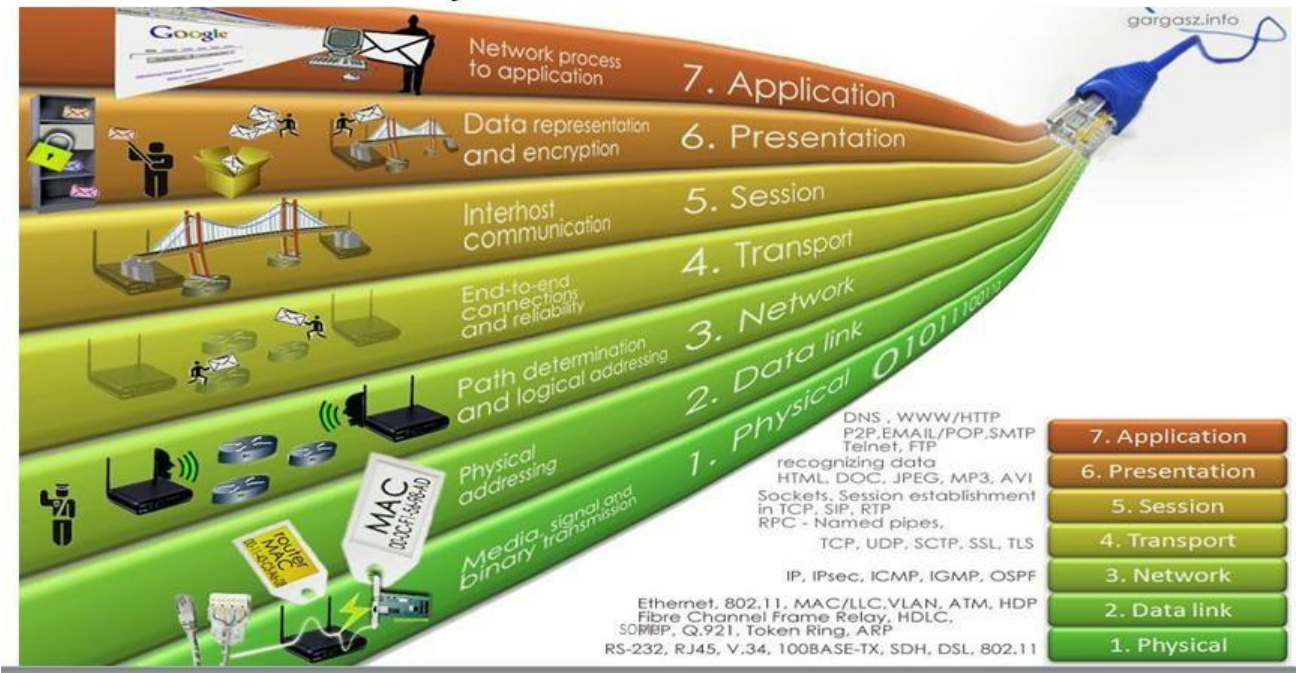 gargasz.info
Google
Network process
to application
7. Application
Data representation
and encryption
6. Presentation
Interhost
communication
5. Session
End-to-end
connections
and reliability
4. Transport
Path determination
and logical addressing
3. Network
Physical
addressing
2. Data link
Media, signal and
binary transmission
1. Physical
MAC
router
MAC
DNS , WWW/HTTP
P2P,EMAIL/POP,SMTP
Telnet, FTP
7. Application
recognizing data
HTML, DOC, JPEG, MP3, AVI
6. Presentation
Sockets. Session establishment
in TCP, SIP, RTP
RPC - Named pipes,
5. Session
TCP, UDP, SCTP, SSL, TLS
4. Transport
IP, IPsec, ICMP, IGMP, OSPF
3. Network
Ethernet, 802.11, MAC/LLC,VLAN, ATM, HDP
Fibre Channel Frame Relay, HDLC,
Q.921, Token Ring, ARP
2. Data link
RS-232, RJ45, V.34, 100BASE-TX, SDH, DSL, 802.11
1. Physical